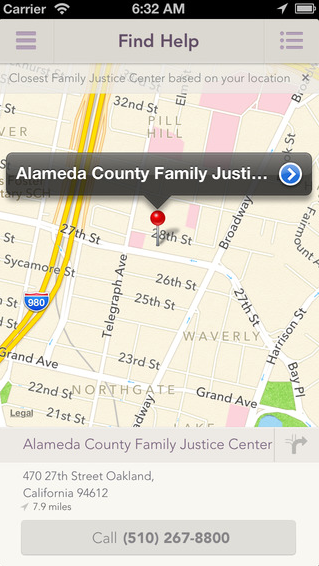 Carrier 6:32 AM
Find Help
Closest Family Justice Center based on your location ×
32nd St
Elm St
PILL
HILL
Alameda County Family Justi...
SCH
Broadway
Fairmount
27th St
28th St
Sycamore St
Telegraph Ave
26th St
25th St
27th St
Harrison St
980
WAVERLY
Grand Ave
23rd St
Bay Pl
22nd St
NORTHGATE
Grand Ave
21st St
Legal
Alameda County Family Justice Center
470 27th Street Oakland,
California 94612
7.9 miles
Call (510) 267-8800